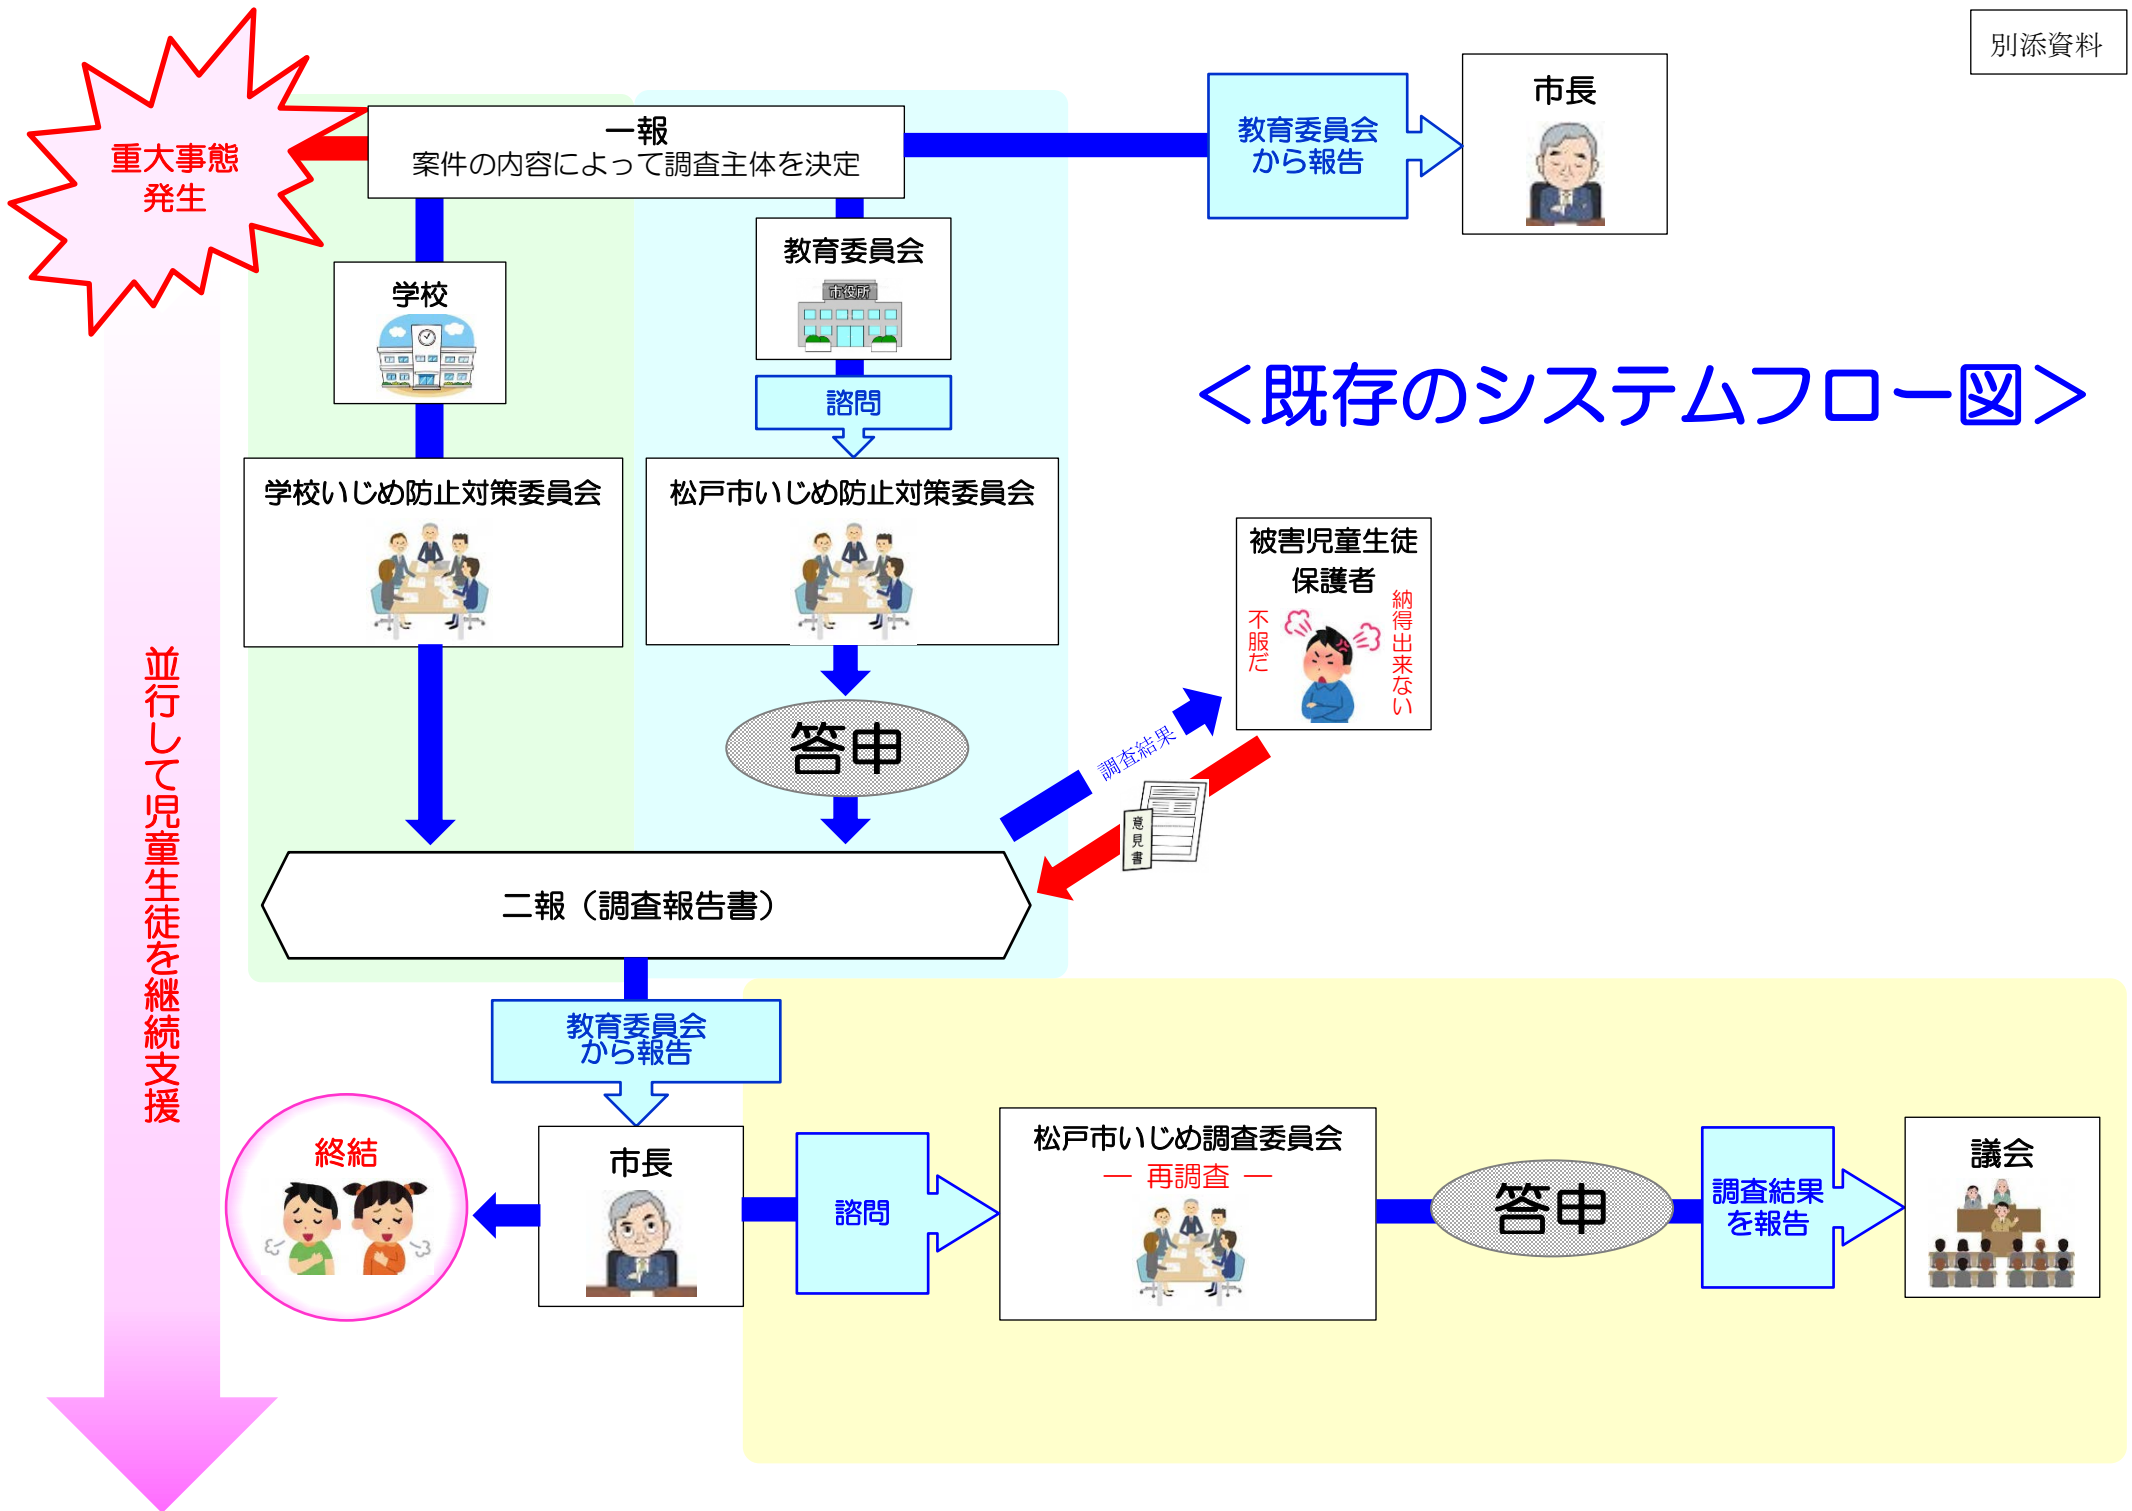 別添資料
重大事態
発生
一報
案件の内容によって調査主体を決定
教育委員会
から報告
市長
学校
教育委員会
市役所
諮問
＜既存のシステムフロー図＞
学校いじめ防止対策委員会
松戸市いじめ防止対策委員会
被害児童生徒
保護者
不服だ
納得出来ない
答申
調査結果
意見書
並行して児童生徒を継続支援
二報（調査報告書）
教育委員会
から報告
終結
市長
諮問
松戸市いじめ調査委員会
― 再調査 ―
答申
調査結果
を報告
議会